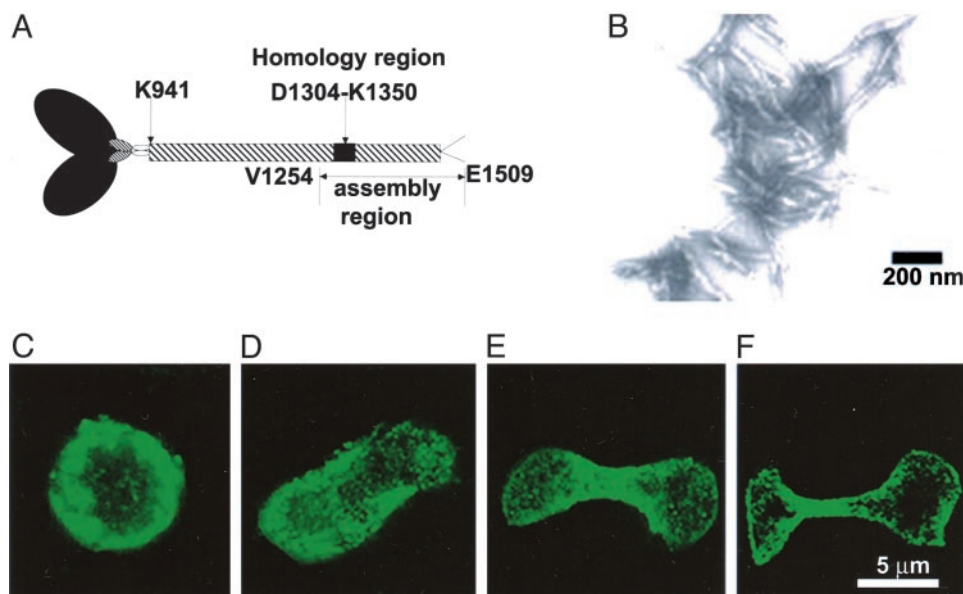 A
Homology region
K941
D1304-K1350
V1254
E1509
assembly
region
B
200 nm
C
D
E
F
5 μm